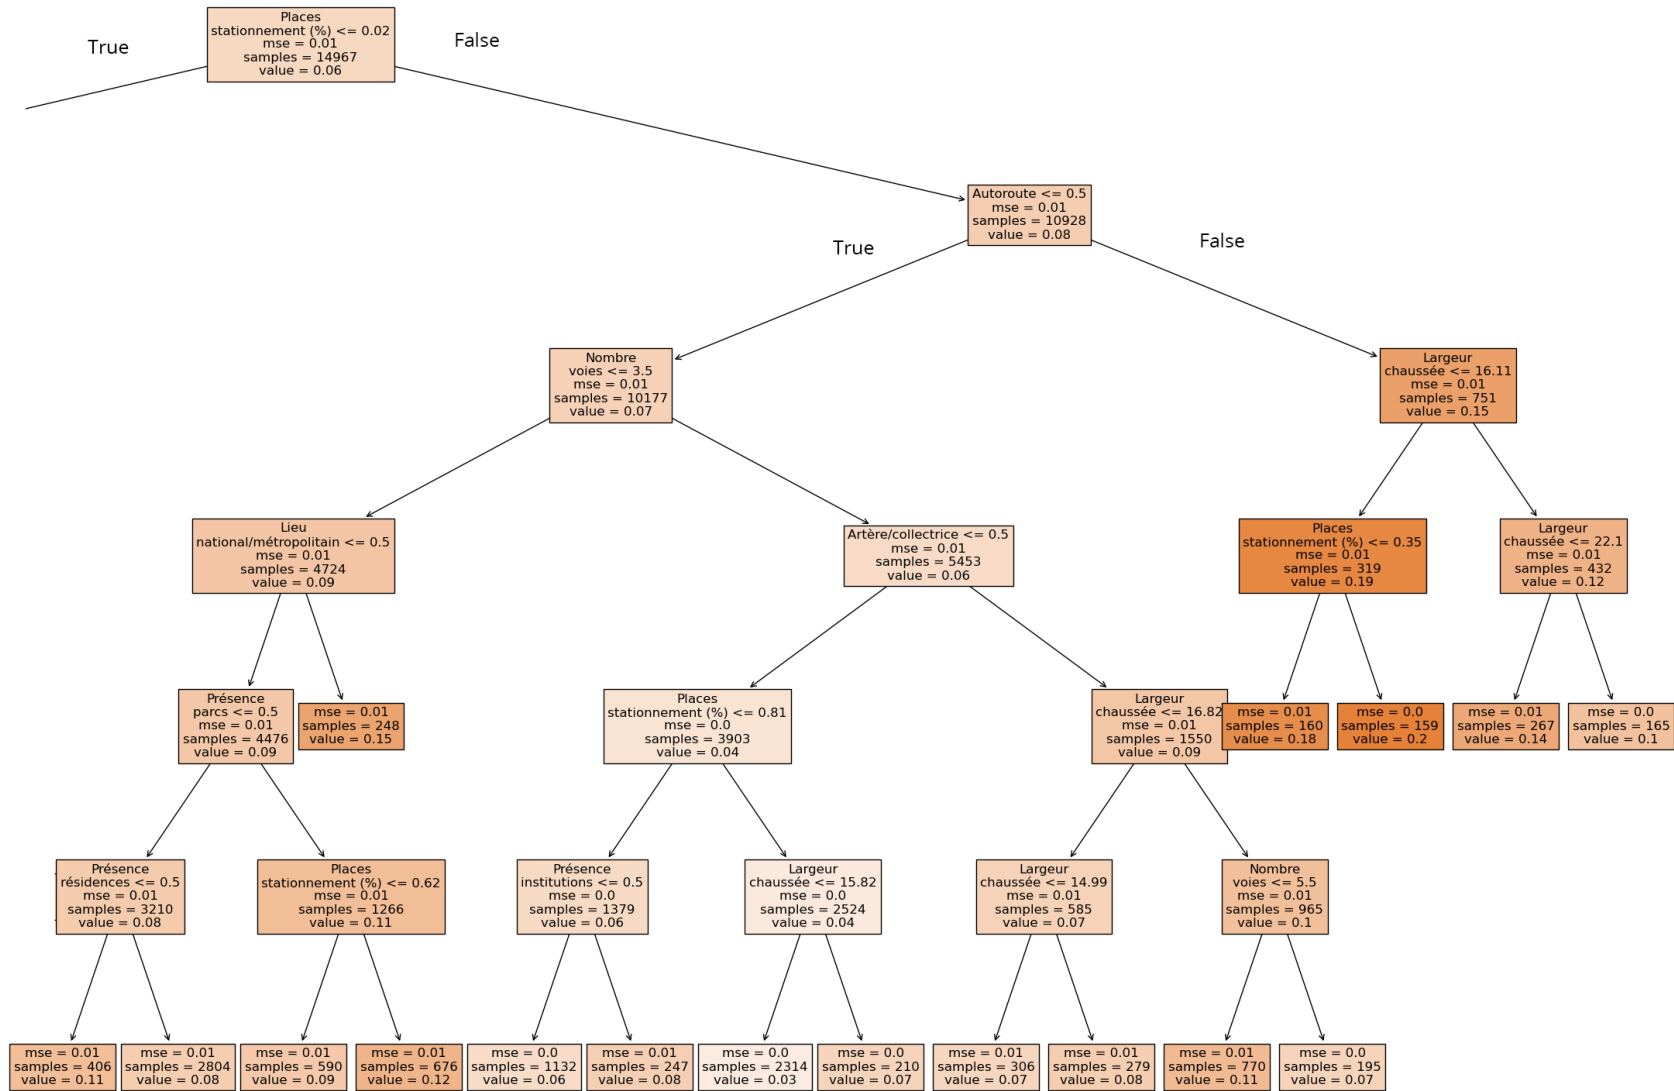 Places
stationnement (%) <= 0.02
mse = 0.01
samples = 14967
value = 0.06
True
False
Autoroute <= 0.5
mse = 0.01
samples = 10928
value = 0.08
True
False
Nombre
voies <= 3.5
mse = 0.01
samples = 10177
value = 0.07
Largeur
chaussée <= 16.11
mse = 0.01
samples = 751
value = 0.15
Lieu
national/métropolitain <= 0.5
mse = 0.01
samples = 4724
value = 0.09
Artère/collectrice <= 0.5
mse = 0.01
samples = 5453
value = 0.06
Places
stationnement (%) <= 0.35
mse = 0.01
samples = 319
value = 0.19
Largeur
chaussée <= 22.1
mse = 0.01
samples = 432
value = 0.12
Présence
parcs <= 0.5
mse = 0.01
samples = 4476
value = 0.09
mse = 0.01
samples = 248
value = 0.15
Places
stationnement (%) <= 0.81
mse = 0.0
samples = 3903
value = 0.04
Largeur
chaussée <= 16.82
mse = 0.01
samples = 1550
value = 0.09
mse = 0.01
samples = 160
value = 0.18
mse = 0.0
samples = 159
value = 0.2
mse = 0.01
samples = 267
value = 0.14
mse = 0.0
samples = 165
value = 0.1
Présence
résidences <= 0.5
mse = 0.01
samples = 3210
value = 0.08
Places
stationnement (%) <= 0.62
mse = 0.01
samples = 1266
value = 0.11
Présence
institutions <= 0.5
mse = 0.0
samples = 1379
value = 0.06
Largeur
chaussée <= 15.82
mse = 0.0
samples = 2524
value = 0.04
Largeur
chaussée <= 14.99
mse = 0.01
samples = 585
value = 0.07
Nombre
voies <= 5.5
mse = 0.01
samples = 965
value = 0.1
mse = 0.01
samples = 406
value = 0.11
mse = 0.01
samples = 2804
value = 0.08
mse = 0.01
samples = 590
value = 0.09
mse = 0.01
samples = 676
value = 0.12
mse = 0.0
samples = 1132
value = 0.06
mse = 0.01
samples = 247
value = 0.08
mse = 0.0
samples = 2314
value = 0.03
mse = 0.0
samples = 210
value = 0.07
mse = 0.01
samples = 306
value = 0.07
mse = 0.01
samples = 279
value = 0.08
mse = 0.01
samples = 770
value = 0.11
mse = 0.0
samples = 195
value = 0.07